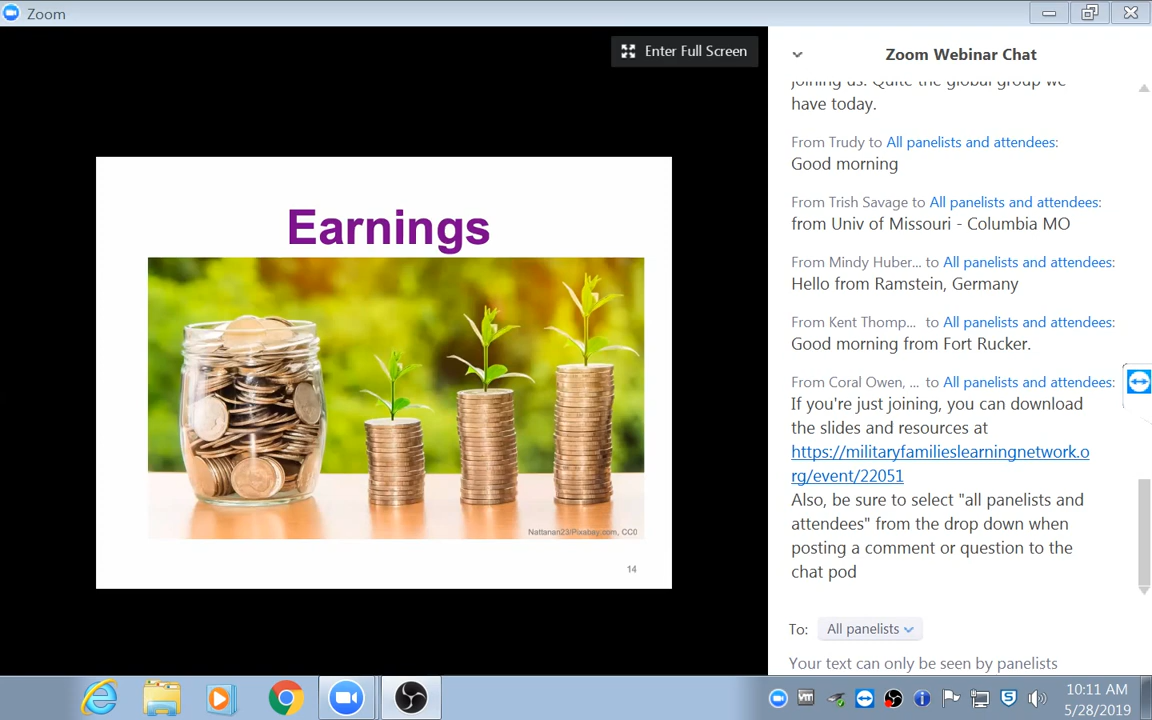 Zoom
Enter Full Screen
Earnings
Nattanan23/Pixabay.com, CC0
14
Zoom Webinar Chat
joining us. Quite the global group we
have today.
From Trudy to All panelists and attendees:
Good morning
From Trish Savage to All panelists and attendees:
from Univ of Missouri - Columbia MO
From Mindy Huber... to All panelists and attendees:
Hello from Ramstein, Germany
From Kent Thomp... to All panelists and attendees:
Good morning from Fort Rucker.
From Coral Owen, ... to All panelists and attendees:
If you're just joining, you can download
the slides and resources at
https://militaryfamilieslearningnetwork.o
rg/event/22051
Also, be sure to select "all panelists and
attendees" from the drop down when
posting a comment or question to the
chat pod
To: All panelists
Your text can only be seen by panelists
10:11 AM
5/28/2019